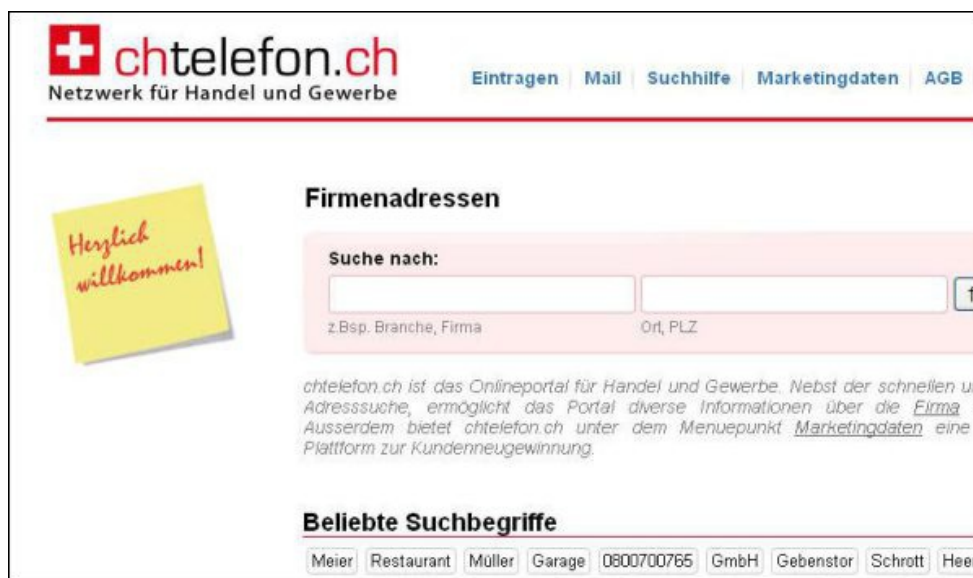 chtelefon.ch
Netzwerk für Handel und Gewerbe
Eintragen Mail Suchhilfe Marketingdaten AGB
Herzlich
willkommen!
Firmenadressen
Suche nach:
z.Bsp. Branche, Firma Ort, PLZ
chtelefon.ch ist das Onlineportal für Handel und Gewerbe. Nebst der schnellen
Adresssuche, ermöglicht das Portal diverse Informationen über die Firma
Ausserdem bietet chtelefon.ch unter dem Menuepunkt Marketingdaten eine
Plattform zur Kundenneugewinnung.
Beliebte Suchbegriffe
Meier Restaurant Müller Garage 0800700765 GmbH Gebenstor Schrott